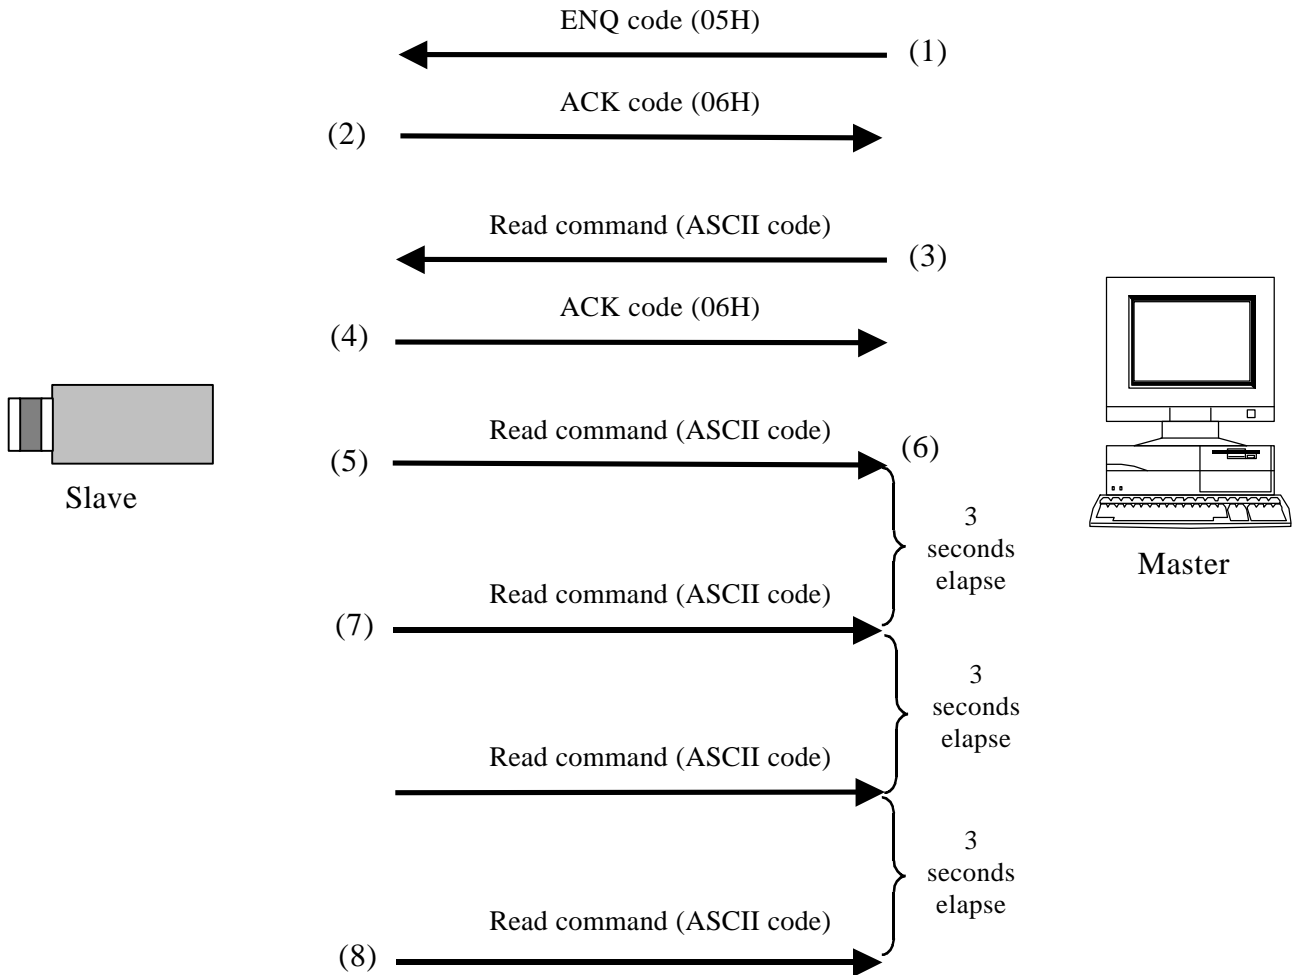 ENQ code (05H)
(1)
ACK code (06H)
(2)
Read command (ASCII code)
(3)
ACK code (06H)
(4)
Read command (ASCII code)
(5)
(6)
Slave
3
seconds
elapse
Master
Read command (ASCII code)
(7)
3
seconds
elapse
Read command (ASCII code)
3
seconds
elapse
Read command (ASCII code)
(8)